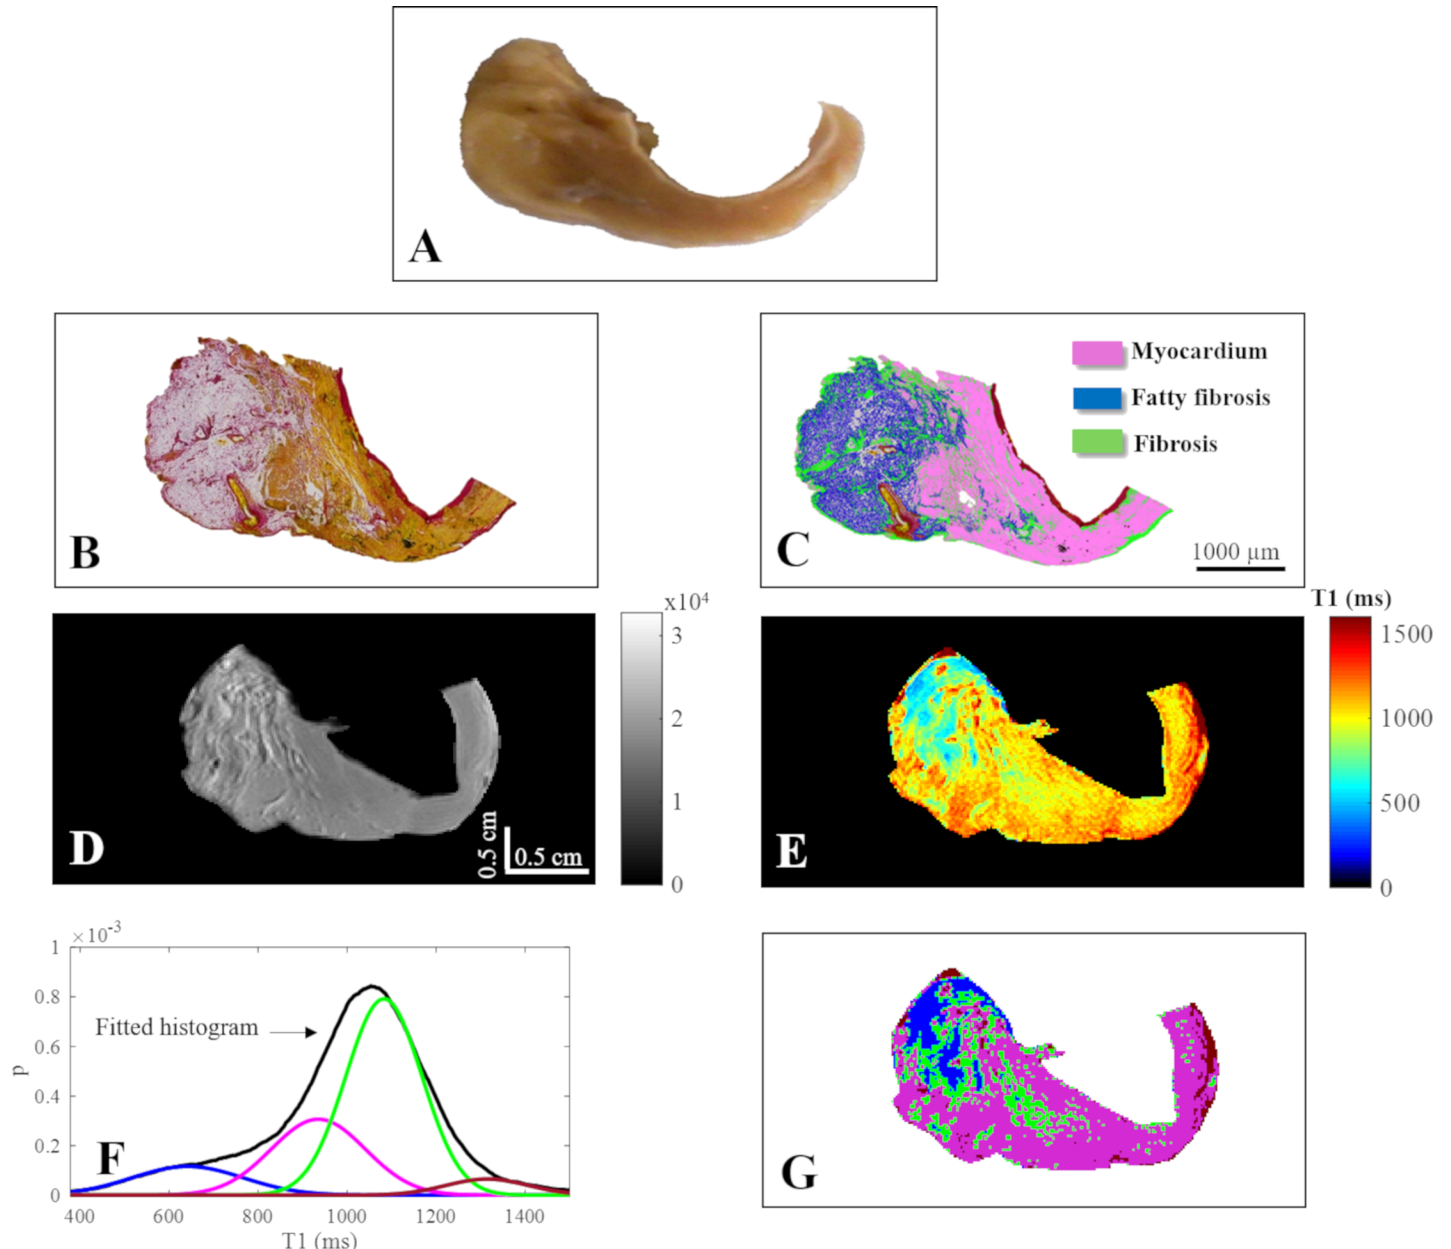 A
B
C
Myocardium
Fatty fibrosis
Fibrosis
1000 µm
D
x10⁴
3
2
1
0
0.5 cm
0.5 cm
E
T1 (ms)
1500
1000
500
0
F
×10⁻³
1
0.8
0.6
0.4
0.2
0
p
Fitted histogram
400 600 800 1000 1200 1400
T1 (ms)
G